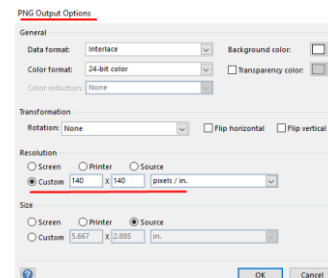 PNG Output Options
General
Data format: Interlace Background color:
Color format: 24-bit color Transparency color:
Color reduction: None
Transformation
Rotation: None Flip horizontal Flip vertical
Resolution
Screen Printer Source
Custom 140 x 140 pixels / in.
Size
Screen Printer Source
Custom 5.667 x 2.885 in.
? OK Cancel